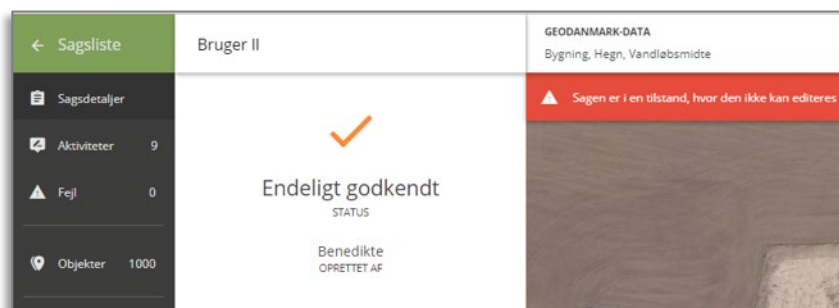 ← Sagsliste
Sagsdetaljer
Aktiviteter 9
Fejl 0
Objekter 1000
Bruger II
Endeligt godkendt
STATUS
Benedikte
OPRETTET AF
GEODANMARK-DATA
Bygning, Hegn, Vandløbsmidte
Sagen er i en tilstand, hvor den ikke kan editeres